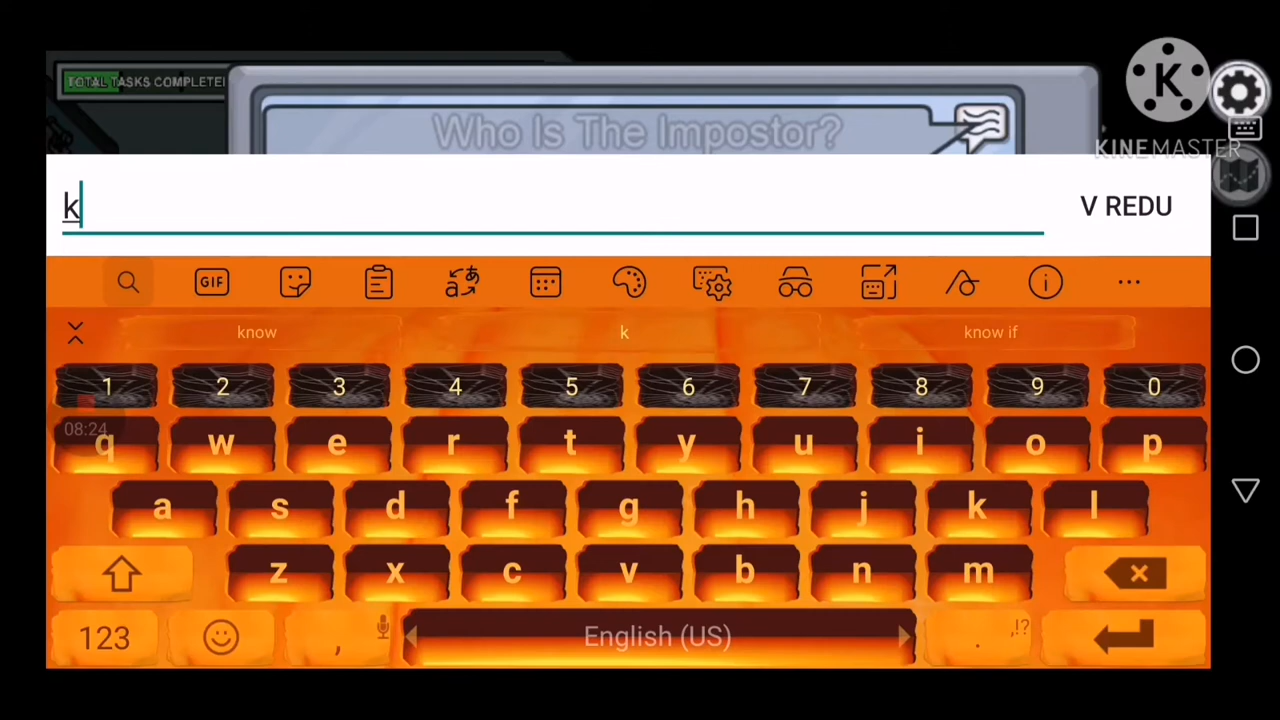 TOTAL TASKS COMPLETE
Who Is The Impostor?
K
KINEMASTER
k
V REDU
GIF
know
k
know if
1 2 3 4 5 6 7 8 9 0
08:24
q w e r t y u i o p
a s d f g h j k l
z x c v b n m
123
,
English (US)
. ,!?